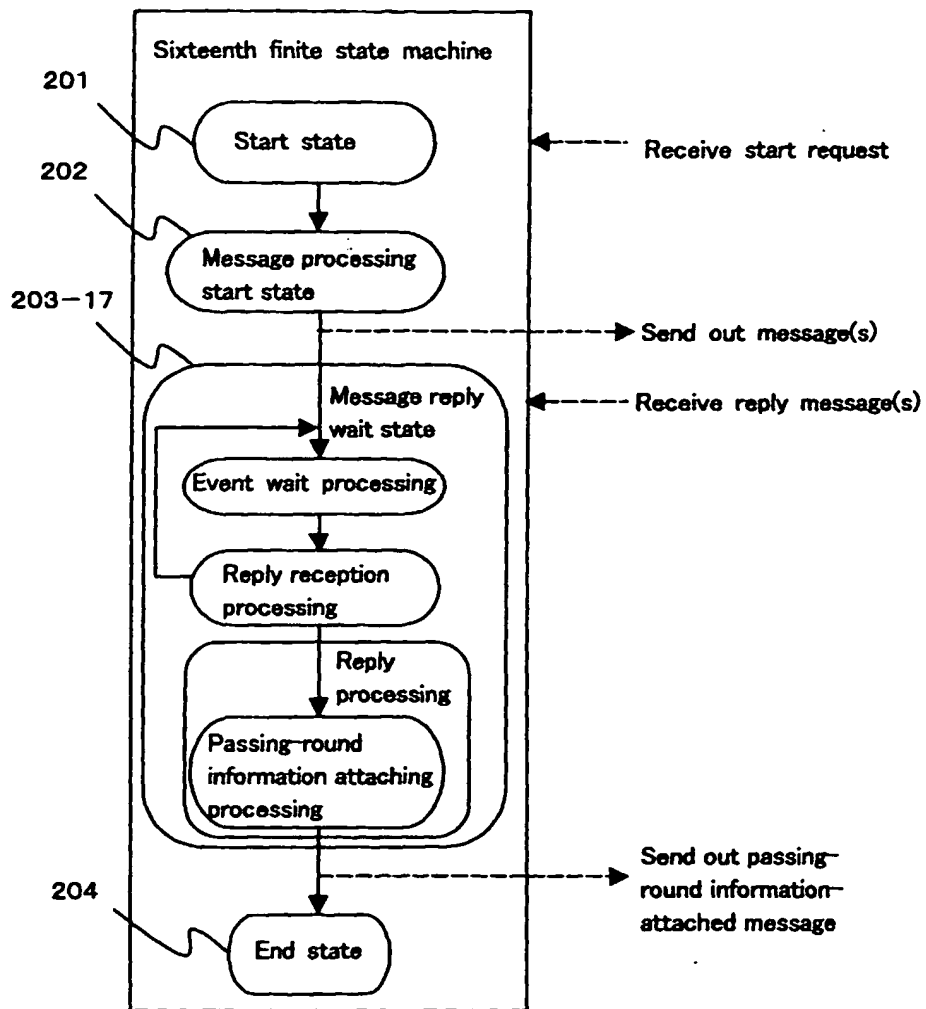 Sixteenth finite state machine
201
Start state
Receive start request
202
Message processing
start state
203-17
Send out message(s)
Message reply
wait state
Receive reply message(s)
Event wait processing
Reply reception
processing
Reply
processing
Passing-round
information attaching
processing
Send out passing-
round information-
attached message
204
End state